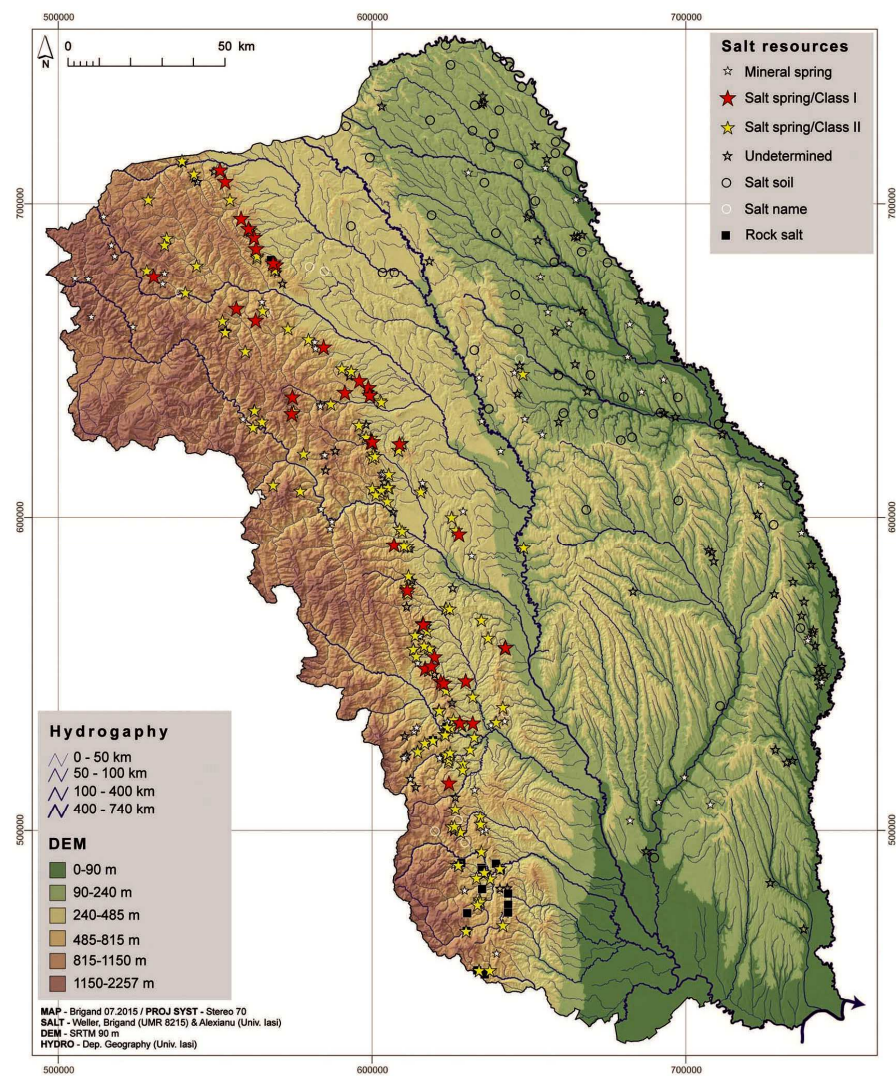 500000
600000
700000
0
50 km
N
Salt resources
Mineral spring
Salt spring/Class I
Salt spring/Class II
Undetermined
Salt soil
Salt name
Rock salt
700000
700000
600000
600000
500000
500000
Hydrogaphy
0 - 50 km
50 - 100 km
100 - 400 km
400 - 740 km
DEM
0-90 m
90-240 m
240-485 m
485-815 m
815-1150 m
1150-2257 m
MAP - Brigand 07.2015 / PROJ SYST - Stereo 70
SALT - Weller, Brigand (UMR 8215) & Alexianu (Univ. Iasi)
DEM - SRTM 90 m
HYDRO - Dep. Geography (Univ. Iasi)
500000
600000
700000